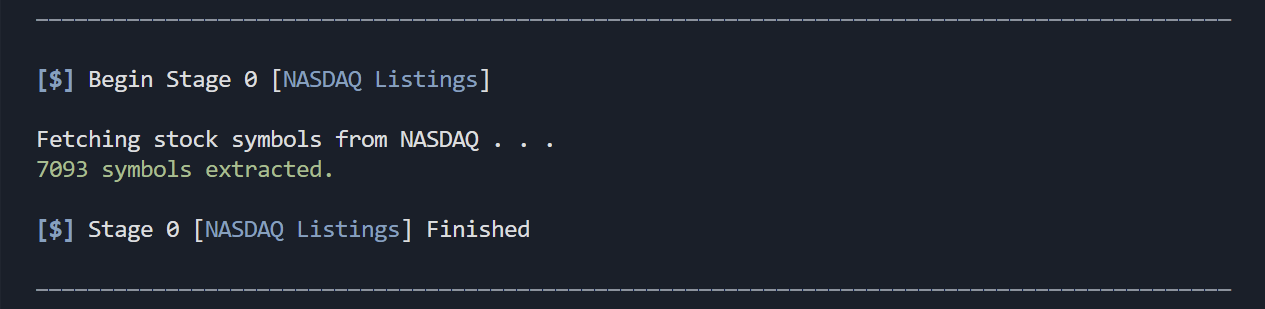 [$] Begin Stage 0 [NASDAQ Listings]
Fetching stock symbols from NASDAQ . . .
7093 symbols extracted.
[$] Stage 0 [NASDAQ Listings] Finished